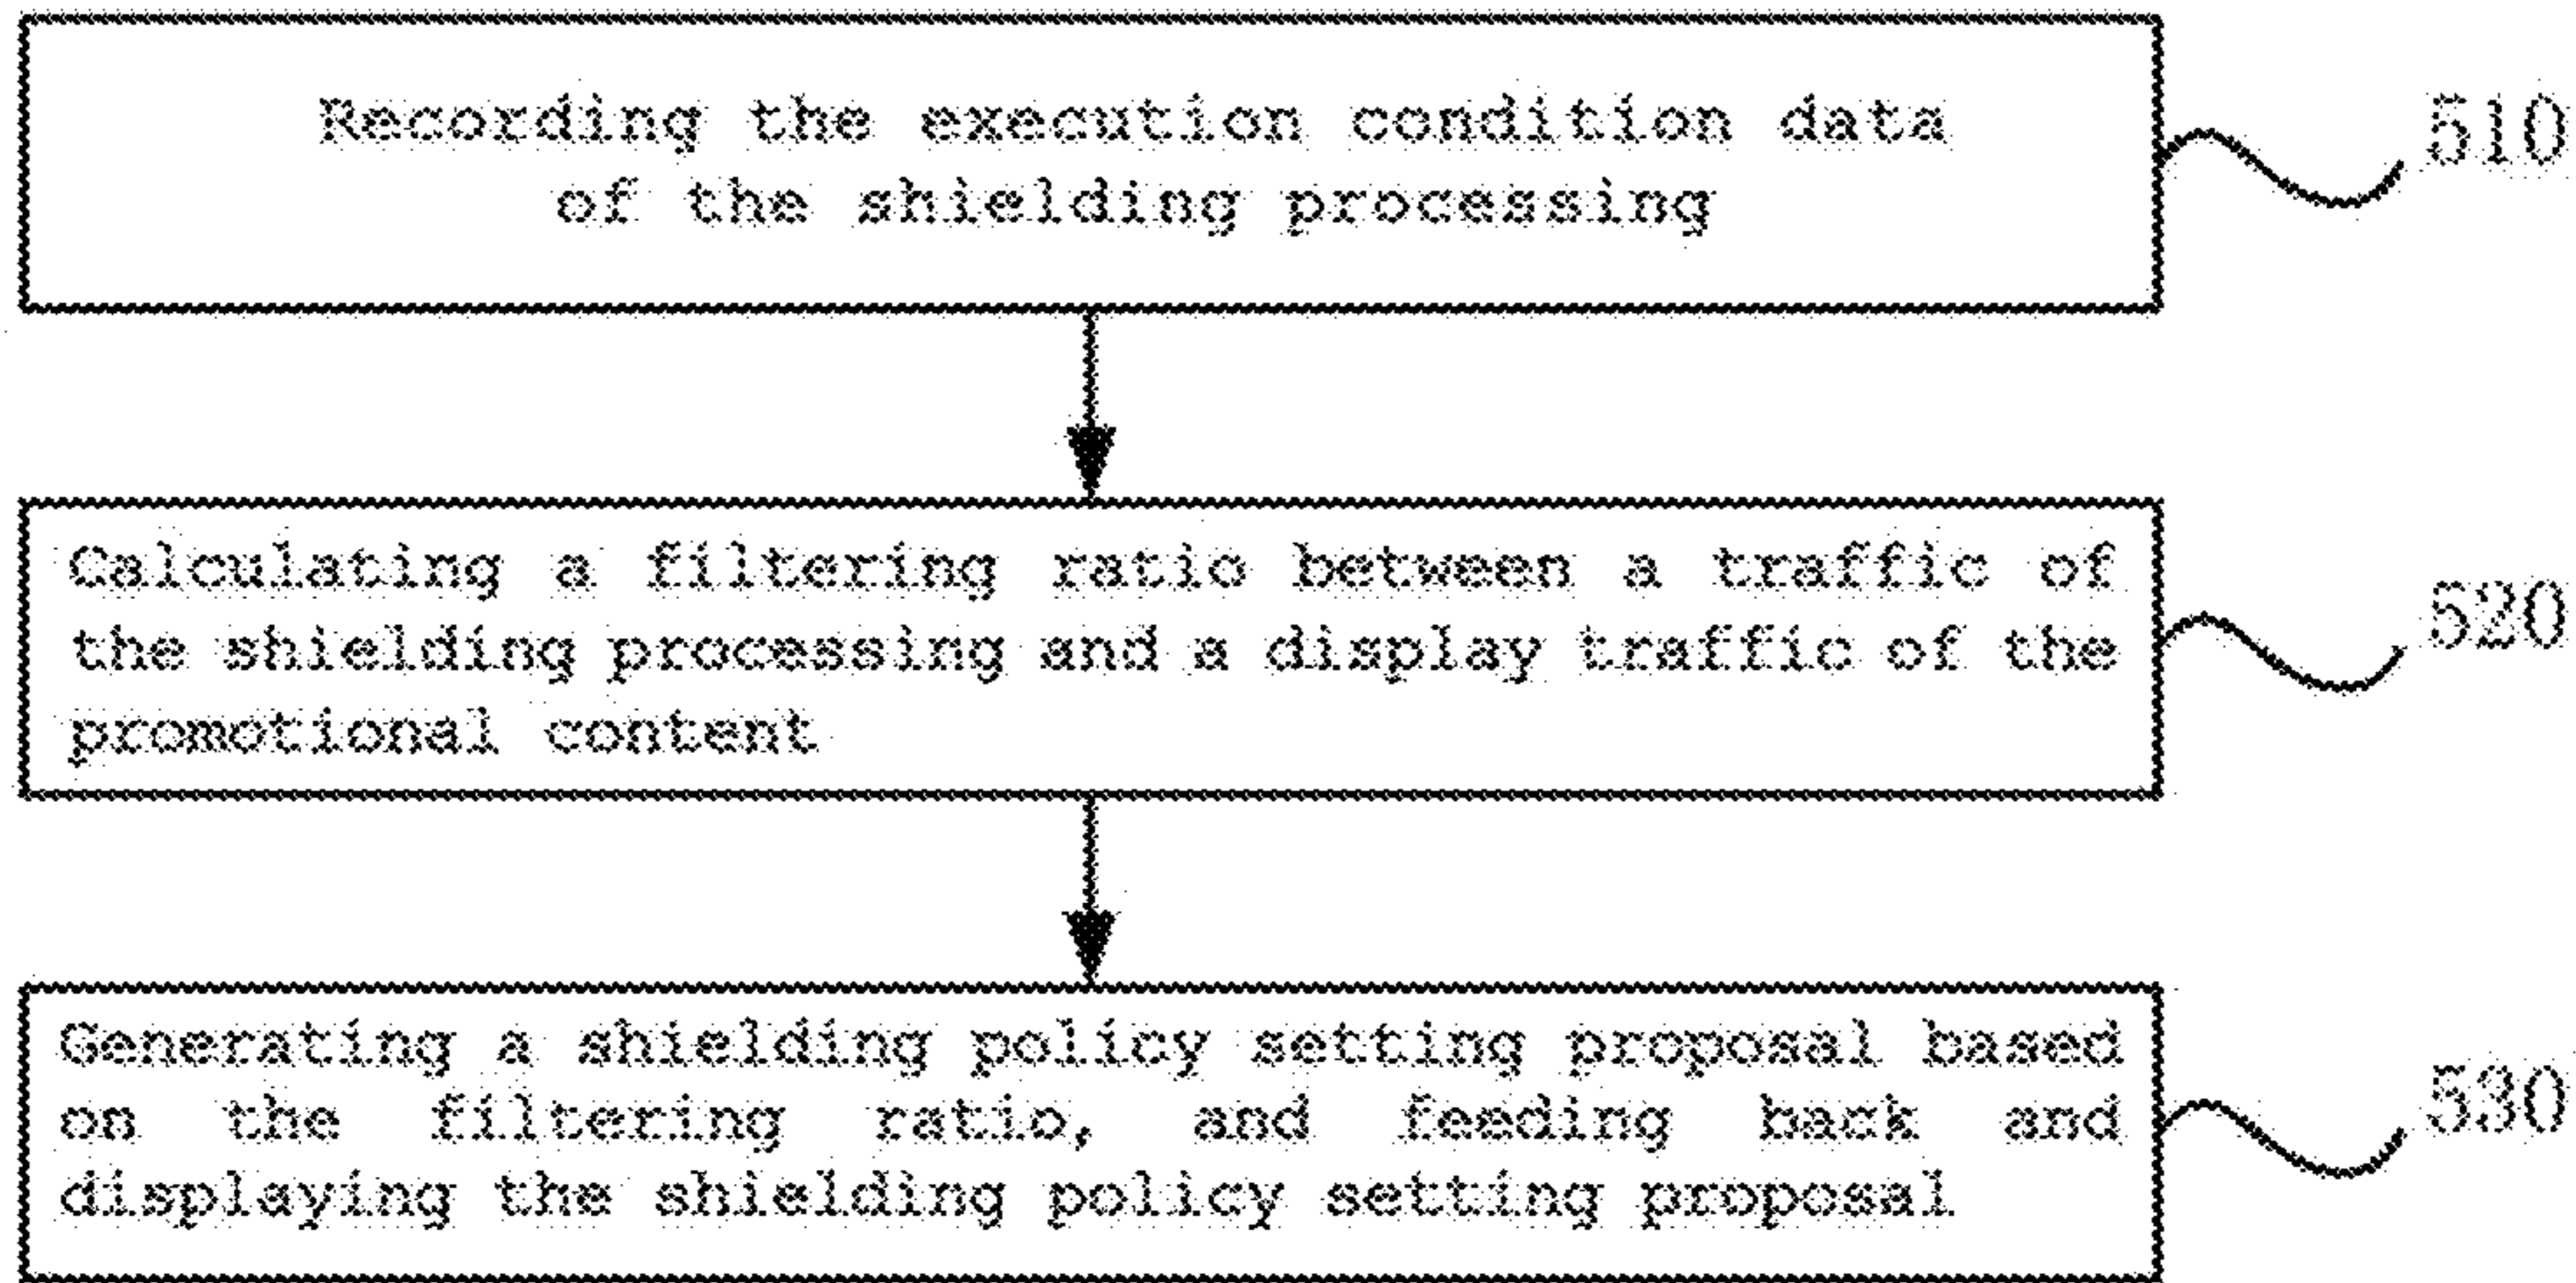 Recording the execution condition data
of the shielding processing
510
Calculating a filtering ratio between a traffic of
the shielding processing and a display traffic of the
promotional content
520
Generating a shielding policy setting proposal based
on the filtering ratio, and feeding back and
displaying the shielding policy setting proposal
530